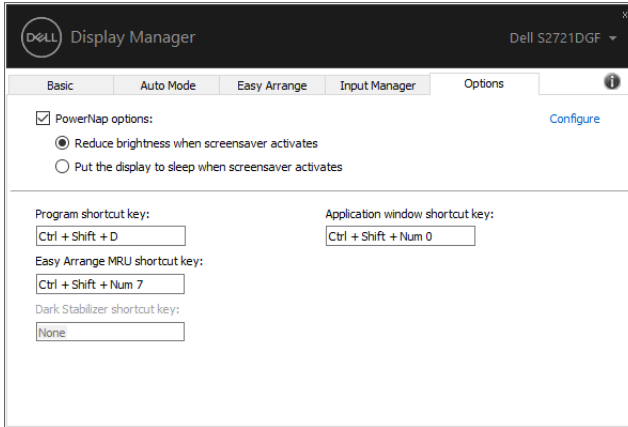 x
DELL Display Manager Dell S2721DGF
Basic Auto Mode Easy Arrange Input Manager Options i
PowerNap options: Configure
Reduce brightness when screensaver activates
Put the display to sleep when screensaver activates
Program shortcut key: Application window shortcut key:
Ctrl + Shift + D Ctrl + Shift + Num 0
Easy Arrange MRU shortcut key:
Ctrl + Shift + Num 7
Dark Stabilizer shortcut key:
None